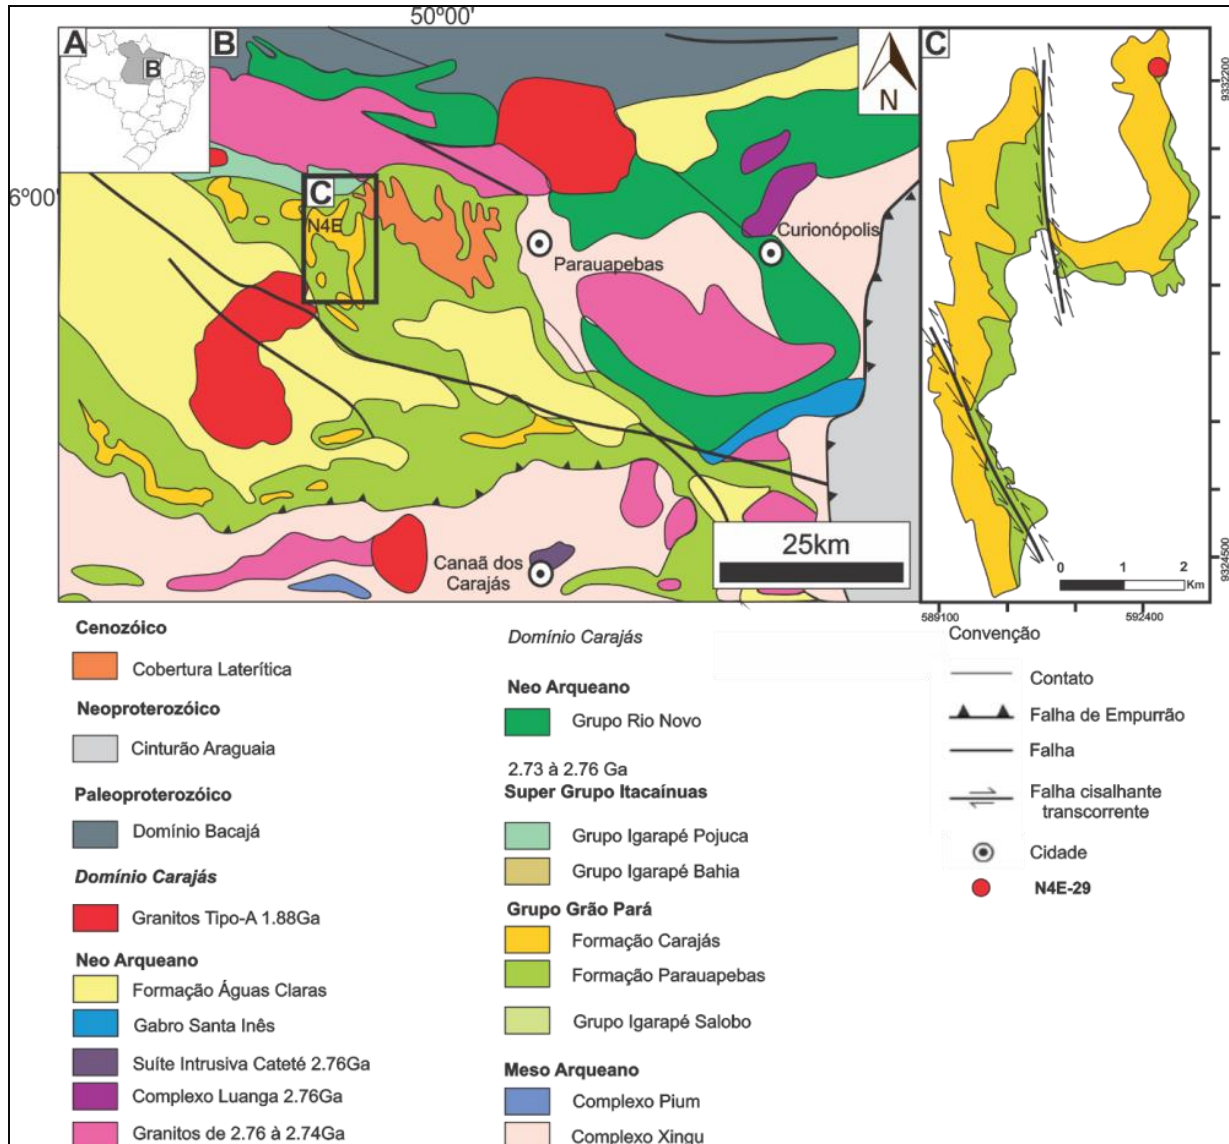 50º00'
6º00'
A
B
B
N
C
N4E
Parauapebas
Curionópolis
Canaã dos
Carajás
25km
C
9332200
9324500
0 1 2
Km
589100 592400
Cenozóico
Cobertura Laterítica
Neoproterozóico
Cinturão Araguaia
Paleoproterozóico
Domínio Bacajá
Domínio Carajás
Granitos Tipo-A 1.88Ga
Neo Arqueano
Formação Águas Claras
Gabro Santa Inês
Suíte Intrusiva Cateté 2.76Ga
Complexo Luanga 2.76Ga
Granitos de 2.76 à 2.74Ga
Domínio Carajás
Neo Arqueano
Grupo Rio Novo
2.73 à 2.76 Ga
Super Grupo Itacaínuas
Grupo Igarapé Pojuca
Grupo Igarapé Bahia
Grupo Grão Pará
Formação Carajás
Formação Parauapebas
Grupo Igarapé Salobo
Meso Arqueano
Complexo Pium
Complexo Xingu
Convenção
Contato
Falha de Empurrão
Falha
Falha cisalhante
transcorrente
Cidade
N4E-29